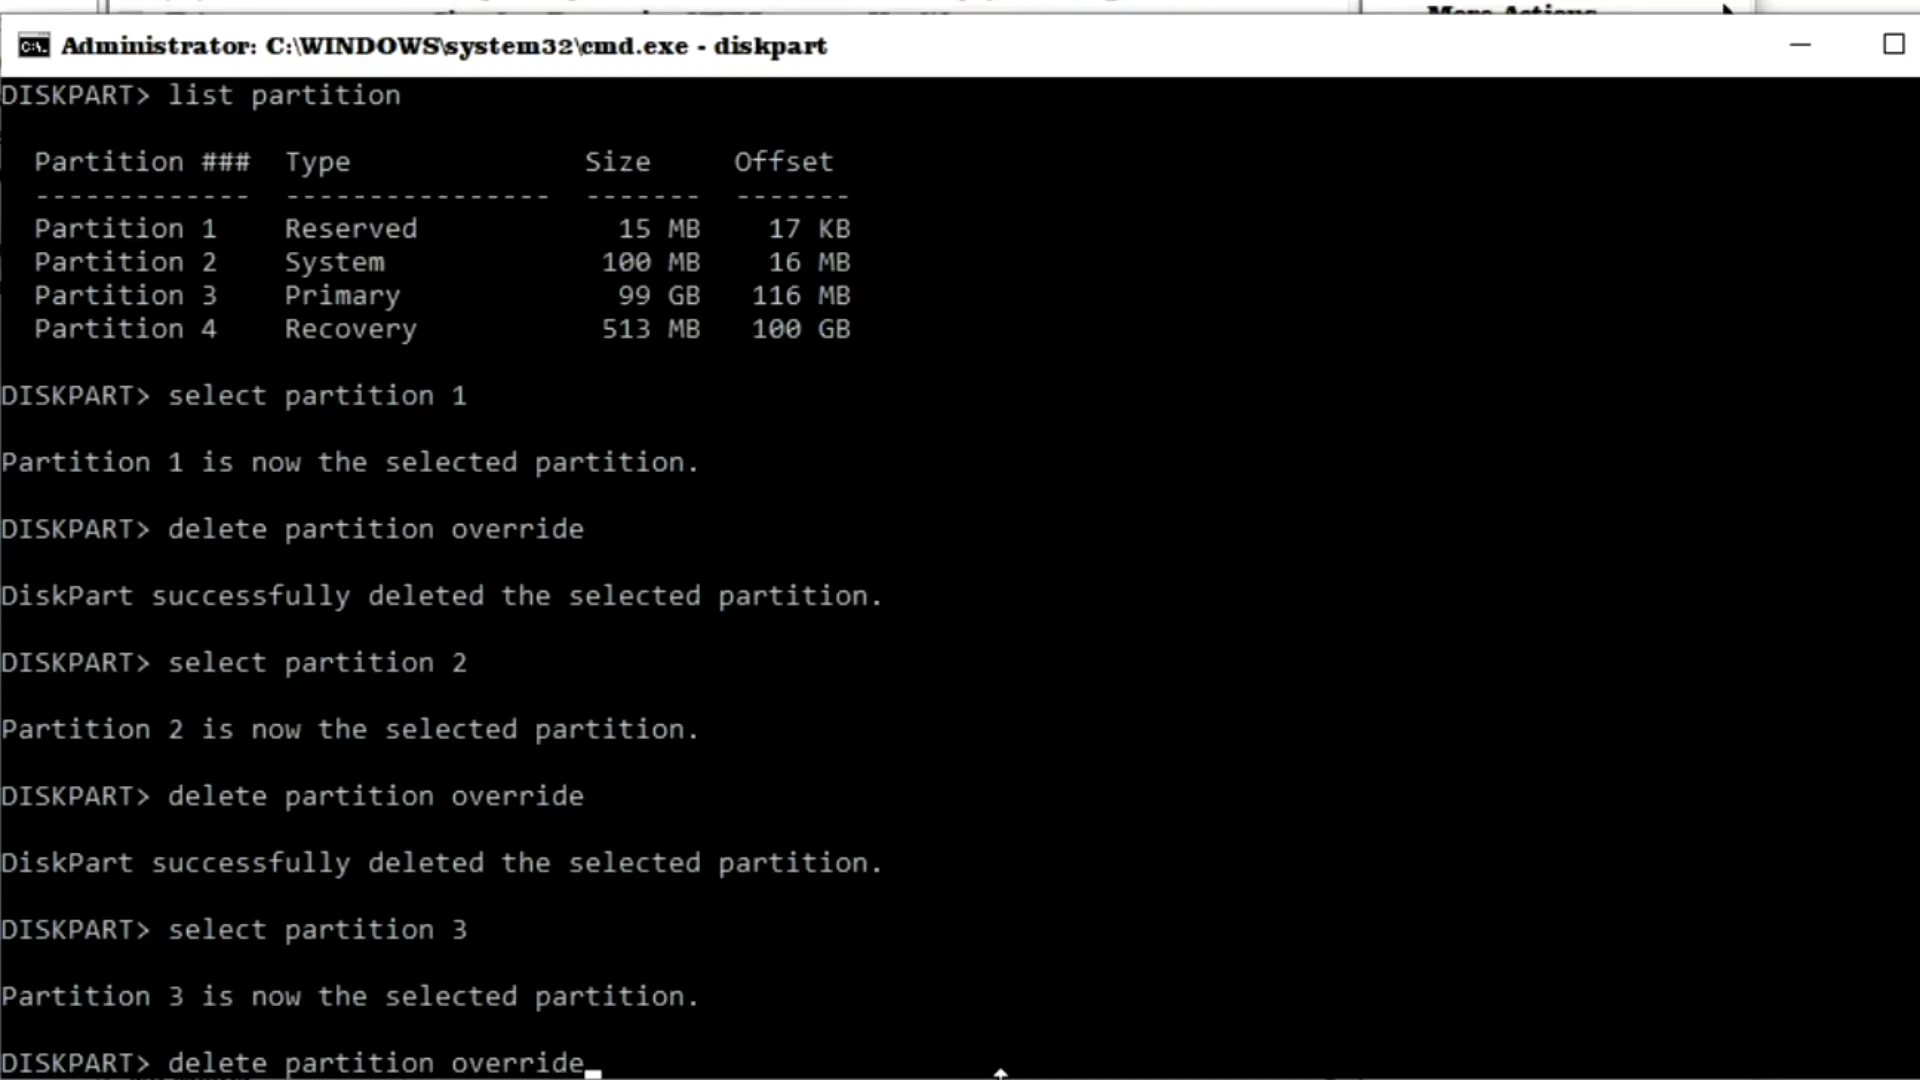 More Actions
Administrator: C:\WINDOWS\system32\cmd.exe - diskpart
DISKPART> list partition
Partition ### Type Size Offset
------------- ---------------- ------- -------
Partition 1 Reserved 15 MB 17 KB
Partition 2 System 100 MB 16 MB
Partition 3 Primary 99 GB 116 MB
Partition 4 Recovery 513 MB 100 GB
DISKPART> select partition 1
Partition 1 is now the selected partition.
DISKPART> delete partition override
DiskPart successfully deleted the selected partition.
DISKPART> select partition 2
Partition 2 is now the selected partition.
DISKPART> delete partition override
DiskPart successfully deleted the selected partition.
DISKPART> select partition 3
Partition 3 is now the selected partition.
DISKPART> delete partition override